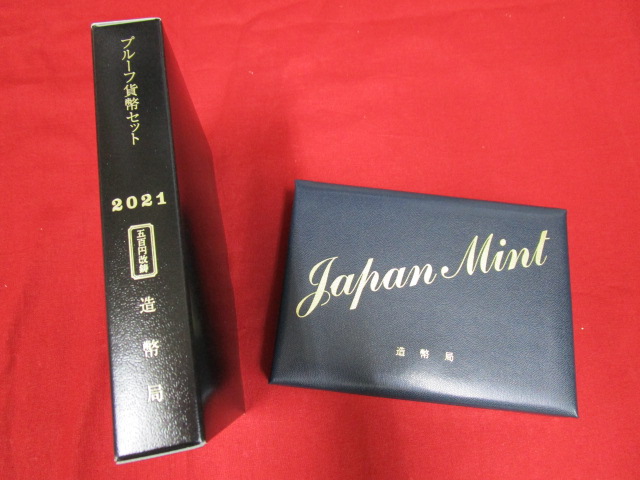 プルーフ貨幣セット
2021
五百円改鋳
造幣局
Japan Mint
造幣局